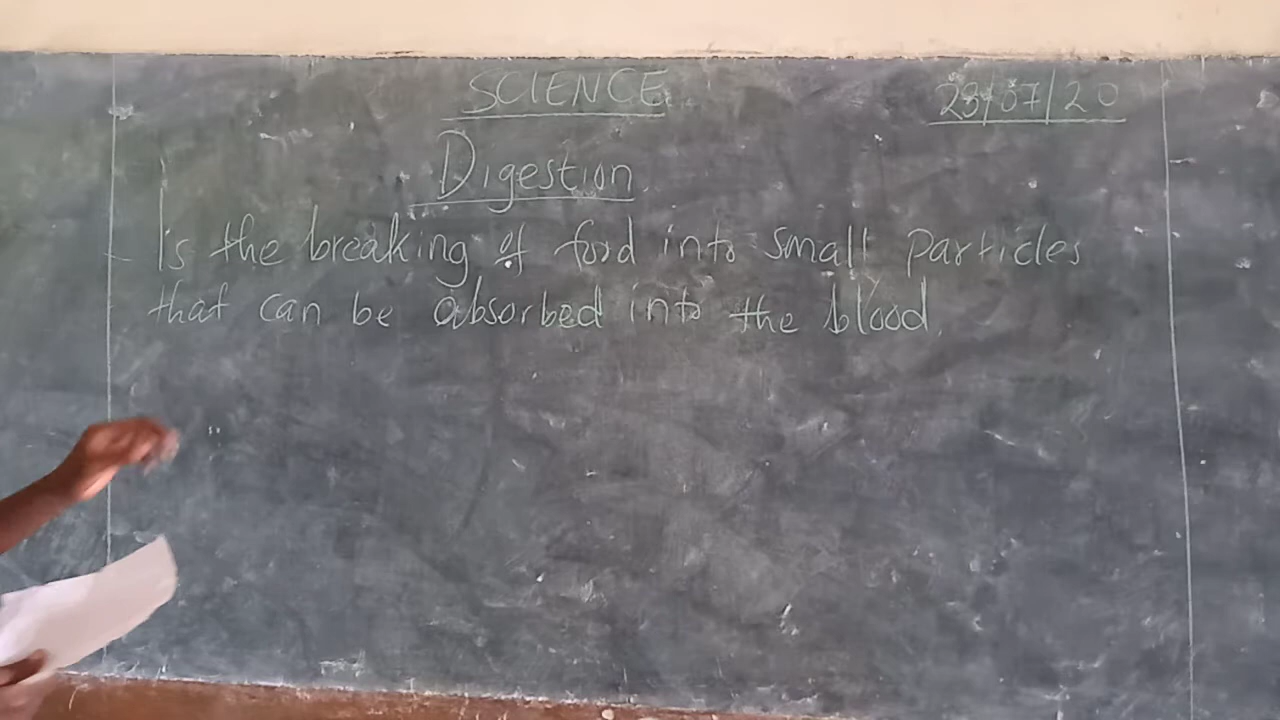 SCIENCE 29/07/20
Digestion
Is the breaking of food into small particles
that can be absorbed into the blood.